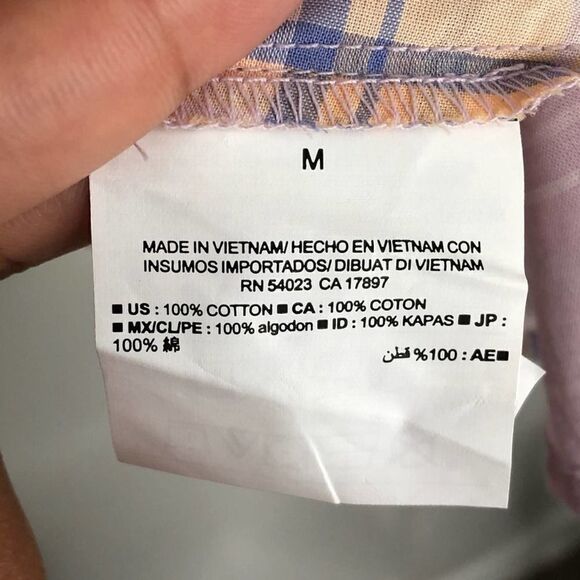 M
MADE IN VIETNAM/ HECHO EN VIETNAM CON
INSUMOS IMPORTADOS/ DIBUAT DI VIETNAM
RN 54023 CA 17897
■ US : 100% COTTON ■ CA : 100% COTON
■ MX/CL/PE : 100% algodon ■ ID : 100% KAPAS ■ JP :
100% 綿
■AE : 100% قطن